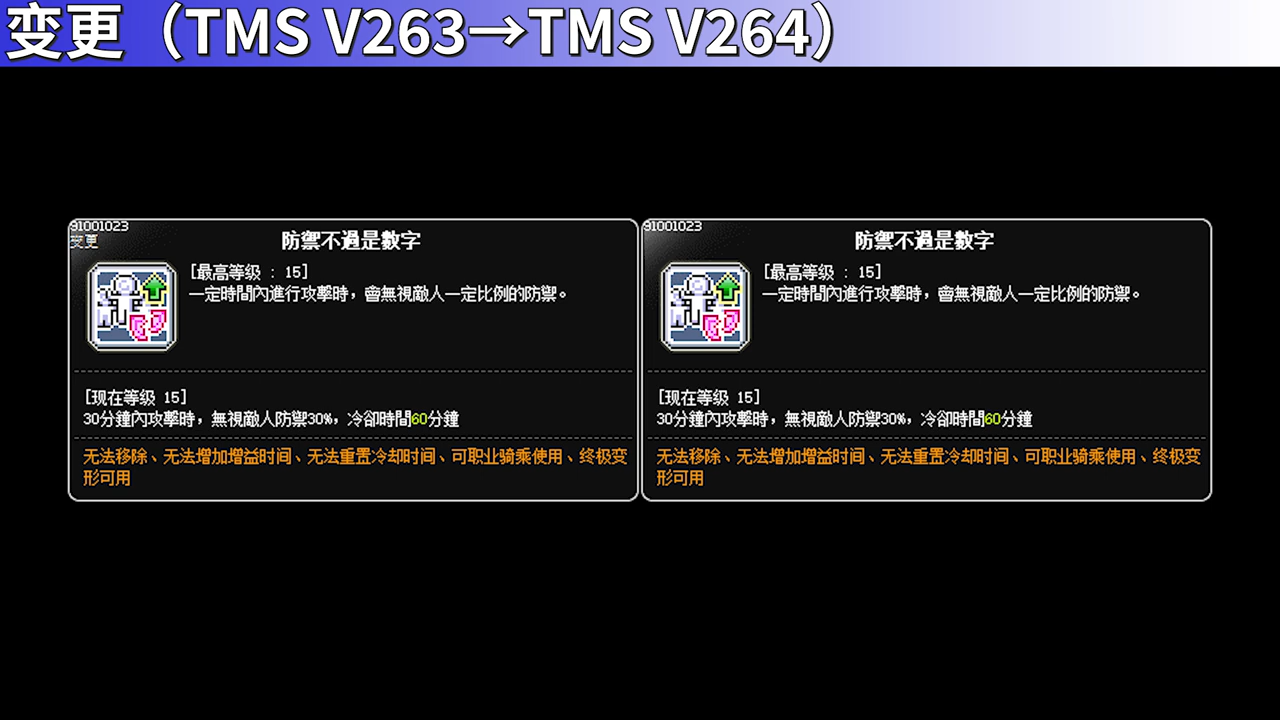 变更（TMS V263→TMS V264）
91001023
变更
防禦不過是數字
[最高等级 : 15]
一定時間內進行攻擊時，會無視敵人一定比例的防禦。
[现在等级 15]
30分鐘內攻擊時，無視敵人防禦30%，冷卻時間60分鐘
无法移除、无法增加增益时间、无法重置冷却时间、可职业骑乘使用、终极变
形可用
91001023
防禦不過是數字
[最高等级 : 15]
一定時間內進行攻擊時，會無視敵人一定比例的防禦。
[现在等级 15]
30分鐘內攻擊時，無視敵人防禦30%，冷卻時間60分鐘
无法移除、无法增加增益时间、无法重置冷却时间、可职业骑乘使用、终极变
形可用